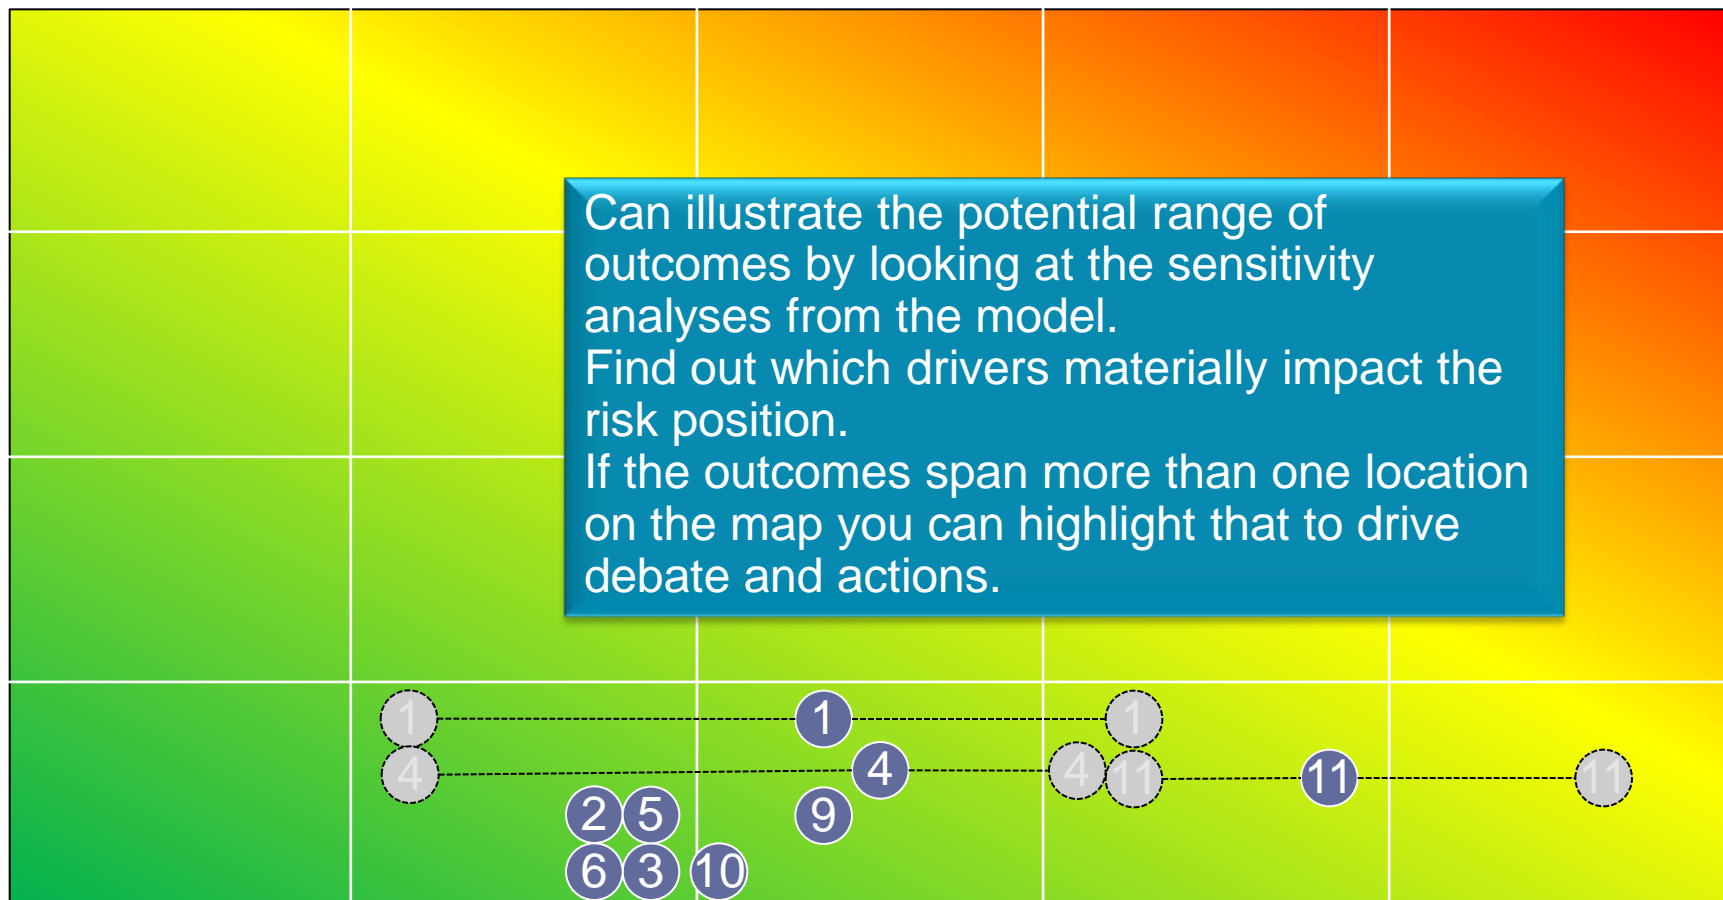 Can illustrate the potential range of
outcomes by looking at the sensitivity
analyses from the model.
Find out which drivers materially impact the
risk position.
If the outcomes span more than one location
on the map you can highlight that to drive
debate and actions.
1 1 1
4 4 4 11 11 11
2 5 9
6 3 10